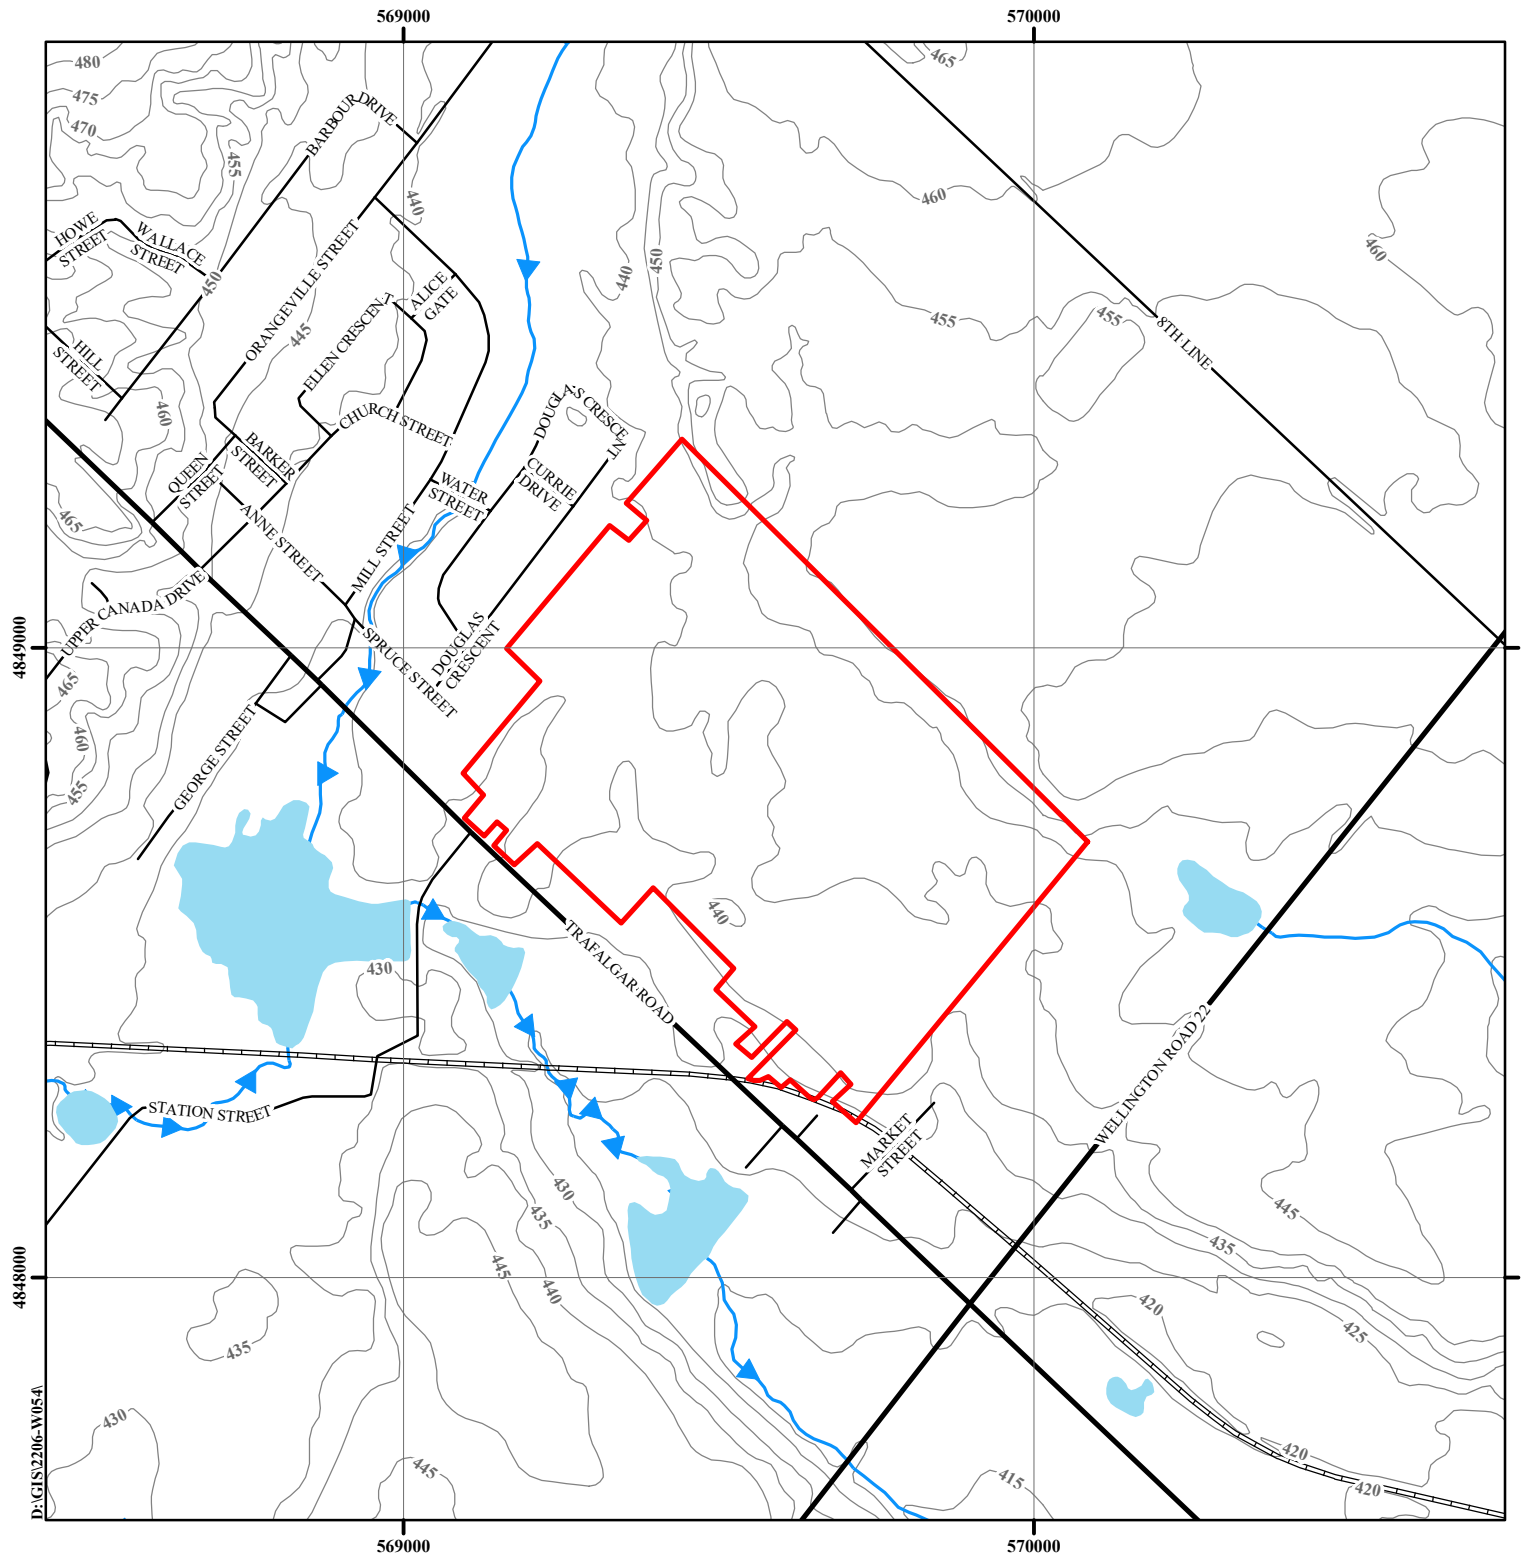 569000
570000
480
475
470
465
BARBOUR DRIVE
455
440
460
HOWE
STREET
WALLACE
STREET
450
ORANGEVILLE STREET
ALICE
GATE
440
450
460
455
455
8TH LINE
445
ELLEN CRESCENT
HILL
STREET
460
CHURCH STREET
DOUGLAS CRESCE
NT
QUEEN
STREET
BARKER
STREET
WATER
STREET
CURRIE
DRIVE
465
ANNE STREET
MILL STREET
UPPER CANADA DRIVE
4849000
SPRUCE STREET
DOUGLAS
CRESCENT
465
460
455
GEORGE STREET
440
430
TRAFALGAR ROAD
WELLINGTON ROAD 22
STATION STREET
MARKET
STREET
430
435
445
440
445
435
4848000
420
425
435
430
445
415
420
420
D:\GIS\2206-W054\
569000
570000